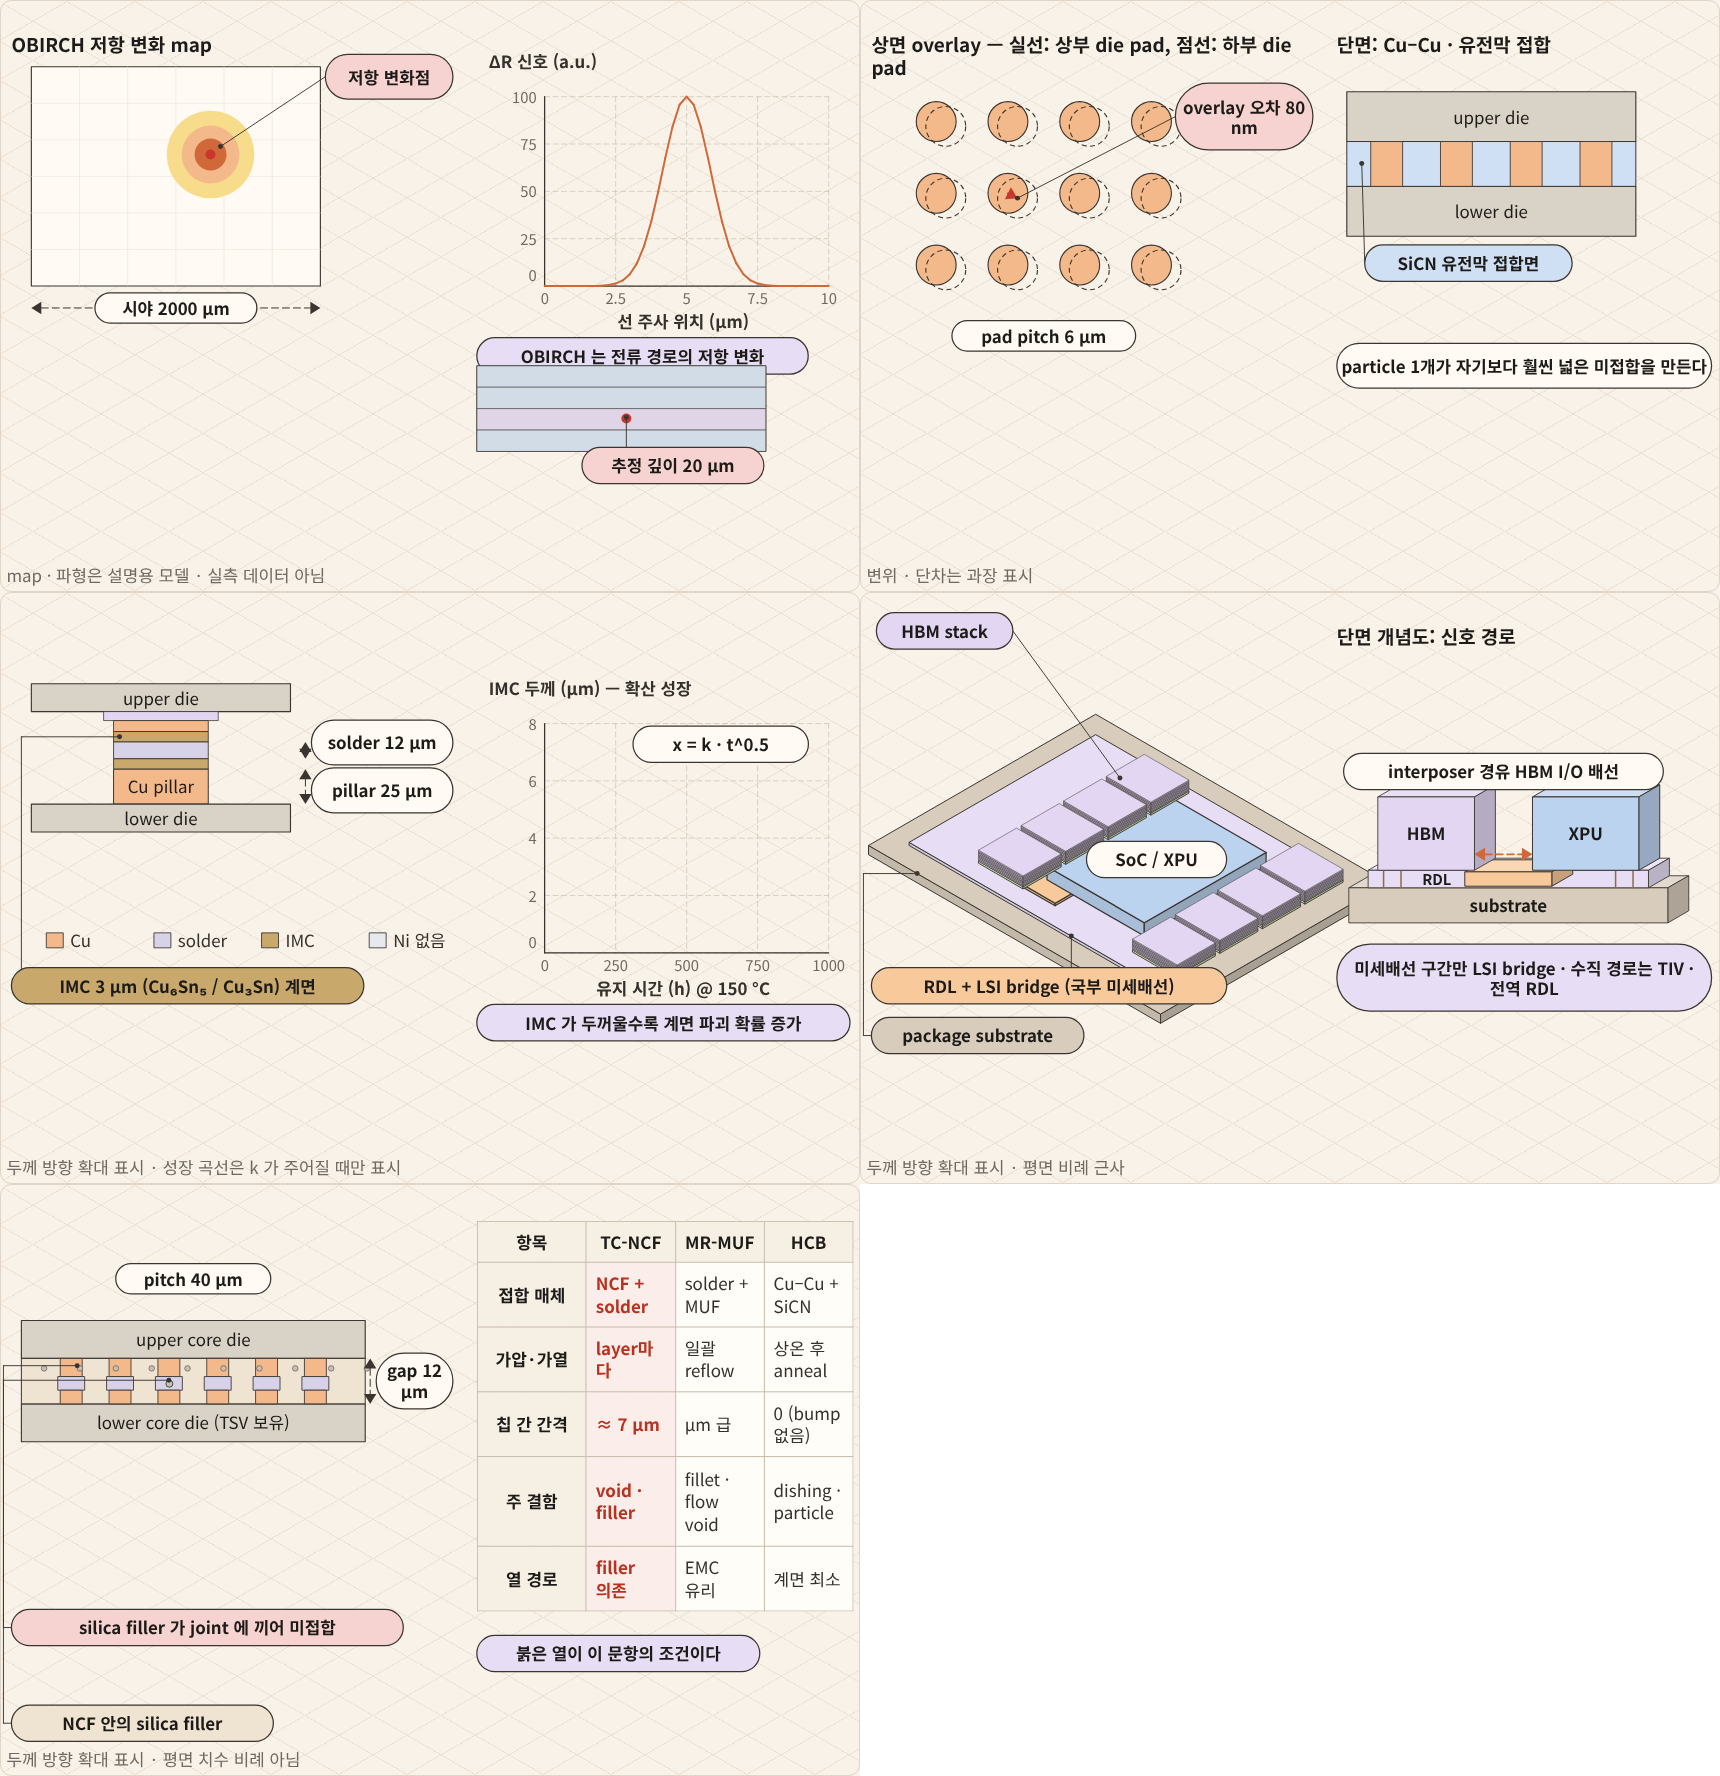 OBIRCH 저항 변화 map
저항 변화점
시야 2000 µm
ΔR 신호 (a.u.)
100
75
50
25
0
0 2.5 5 7.5 10
선 주사 위치 (µm)
OBIRCH 는 전류 경로의 저항 변화
추정 깊이 20 µm
map · 파형은 설명용 모델 · 실측 데이터 아님
상면 overlay — 실선: 상부 die pad, 점선: 하부 die
pad
overlay 오차 80
nm
pad pitch 6 µm
단면: Cu–Cu · 유전막 접합
upper die
lower die
SiCN 유전막 접합면
particle 1개가 자기보다 훨씬 넓은 미접합을 만든다
변위 · 단차는 과장 표시
upper die
Cu pillar
lower die
solder 12 µm
pillar 25 µm
Cu
solder
IMC
Ni 없음
IMC 3 µm (Cu₆Sn₅ / Cu₃Sn) 계면
IMC 두께 (µm) — 확산 성장
x = k · t^0.5
8
6
4
2
0
0 250 500 750 1000
유지 시간 (h) @ 150 °C
IMC 가 두꺼울수록 계면 파괴 확률 증가
두께 방향 확대 표시 · 성장 곡선은 k 가 주어질 때만 표시
HBM stack
SoC / XPU
RDL + LSI bridge (국부 미세배선)
package substrate
단면 개념도: 신호 경로
interposer 경유 HBM I/O 배선
HBM
XPU
RDL
substrate
미세배선 구간만 LSI bridge · 수직 경로는 TIV ·
전역 RDL
두께 방향 확대 표시 · 평면 비례 근사
pitch 40 µm
upper core die
lower core die (TSV 보유)
gap 12
µm
silica filler 가 joint 에 끼어 미접합
NCF 안의 silica filler
항목 TC-NCF MR-MUF HCB
접합 매체
NCF +
solder
solder +
MUF
Cu–Cu +
SiCN
가압·가열
layer마
다
일괄
reflow
상온 후
anneal
칩 간 간격
≈ 7 µm
µm 급
0 (bump
없음)
주 결함
void ·
filler
fillet ·
flow
void
dishing ·
particle
열 경로
filler
의존
EMC
유리
계면 최소
붉은 열이 이 문항의 조건이다
두께 방향 확대 표시 · 평면 치수 비례 아님